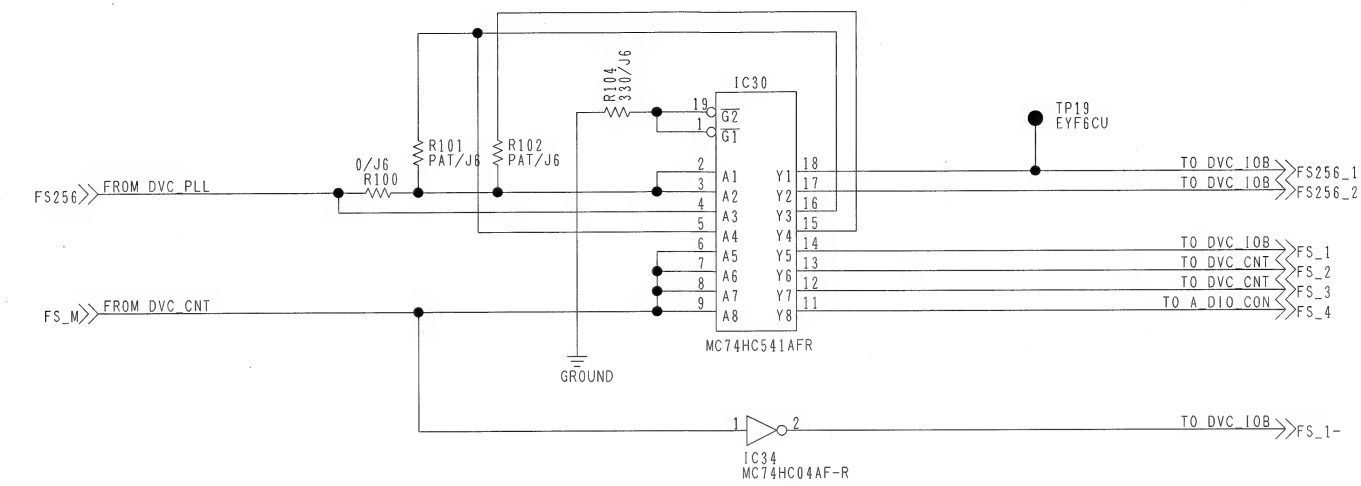 R104
330/J6
IC30
19
G2
1
G1
TP19
EYF6CU
R101
PAT/J6
R102
PAT/J6
0/J6
R100
FS256
FROM DVC_PLL
2
A1
3
A2
4
A3
5
A4
6
A5
7
A6
8
A7
9
A8
18
Y1
17
Y2
16
Y3
15
Y4
14
Y5
13
Y6
12
Y7
11
Y8
TO DVC_IOB
FS256_1
TO DVC_IOB
FS256_2
TO DVC_IOB
FS_1
TO DVC_CNT
FS_2
TO DVC_CNT
FS_3
TO A_DIO_CON
FS_4
FS_M
FROM DVC_CNT
MC74HC541AFR
GROUND
1
2
IC34
MC74HC04AF-R
TO DVC_IOB
FS_1-